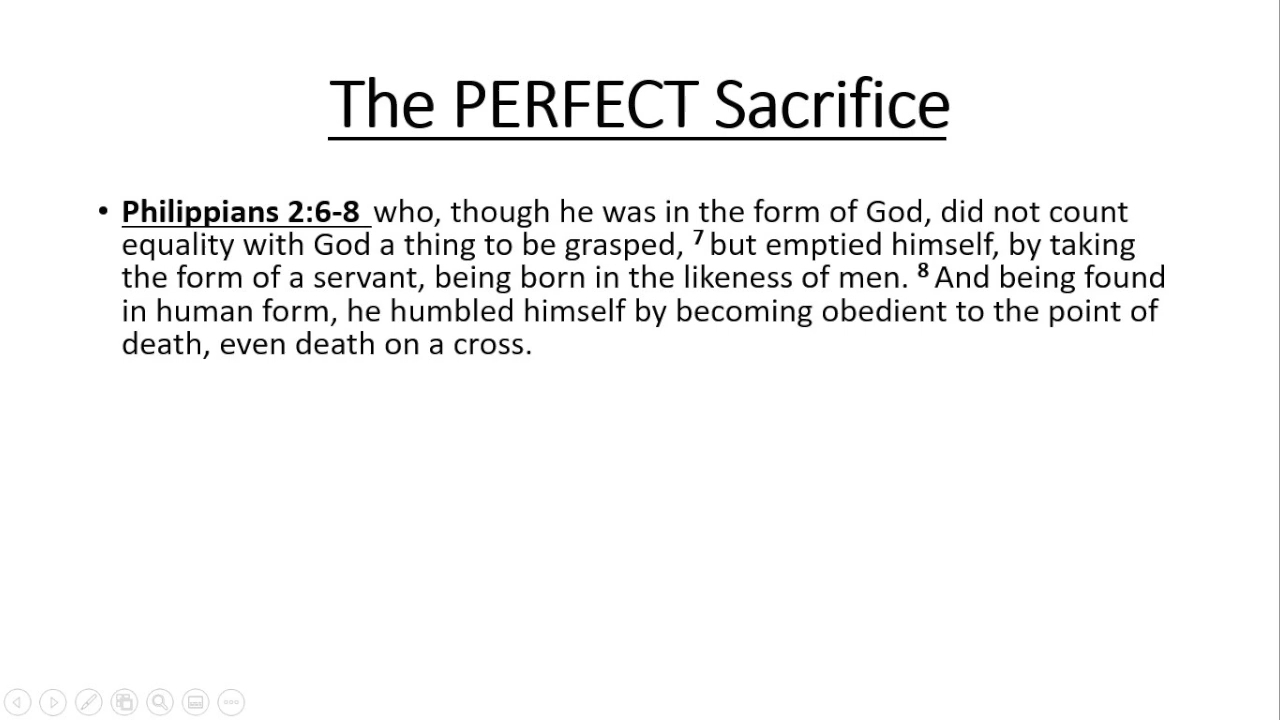 The PERFECT Sacrifice
• Philippians 2:6-8 who, though he was in the form of God, did not count
equality with God a thing to be grasped, 7 but emptied himself, by taking
the form of a servant, being born in the likeness of men. 8 And being found
in human form, he humbled himself by becoming obedient to the point of
death, even death on a cross.